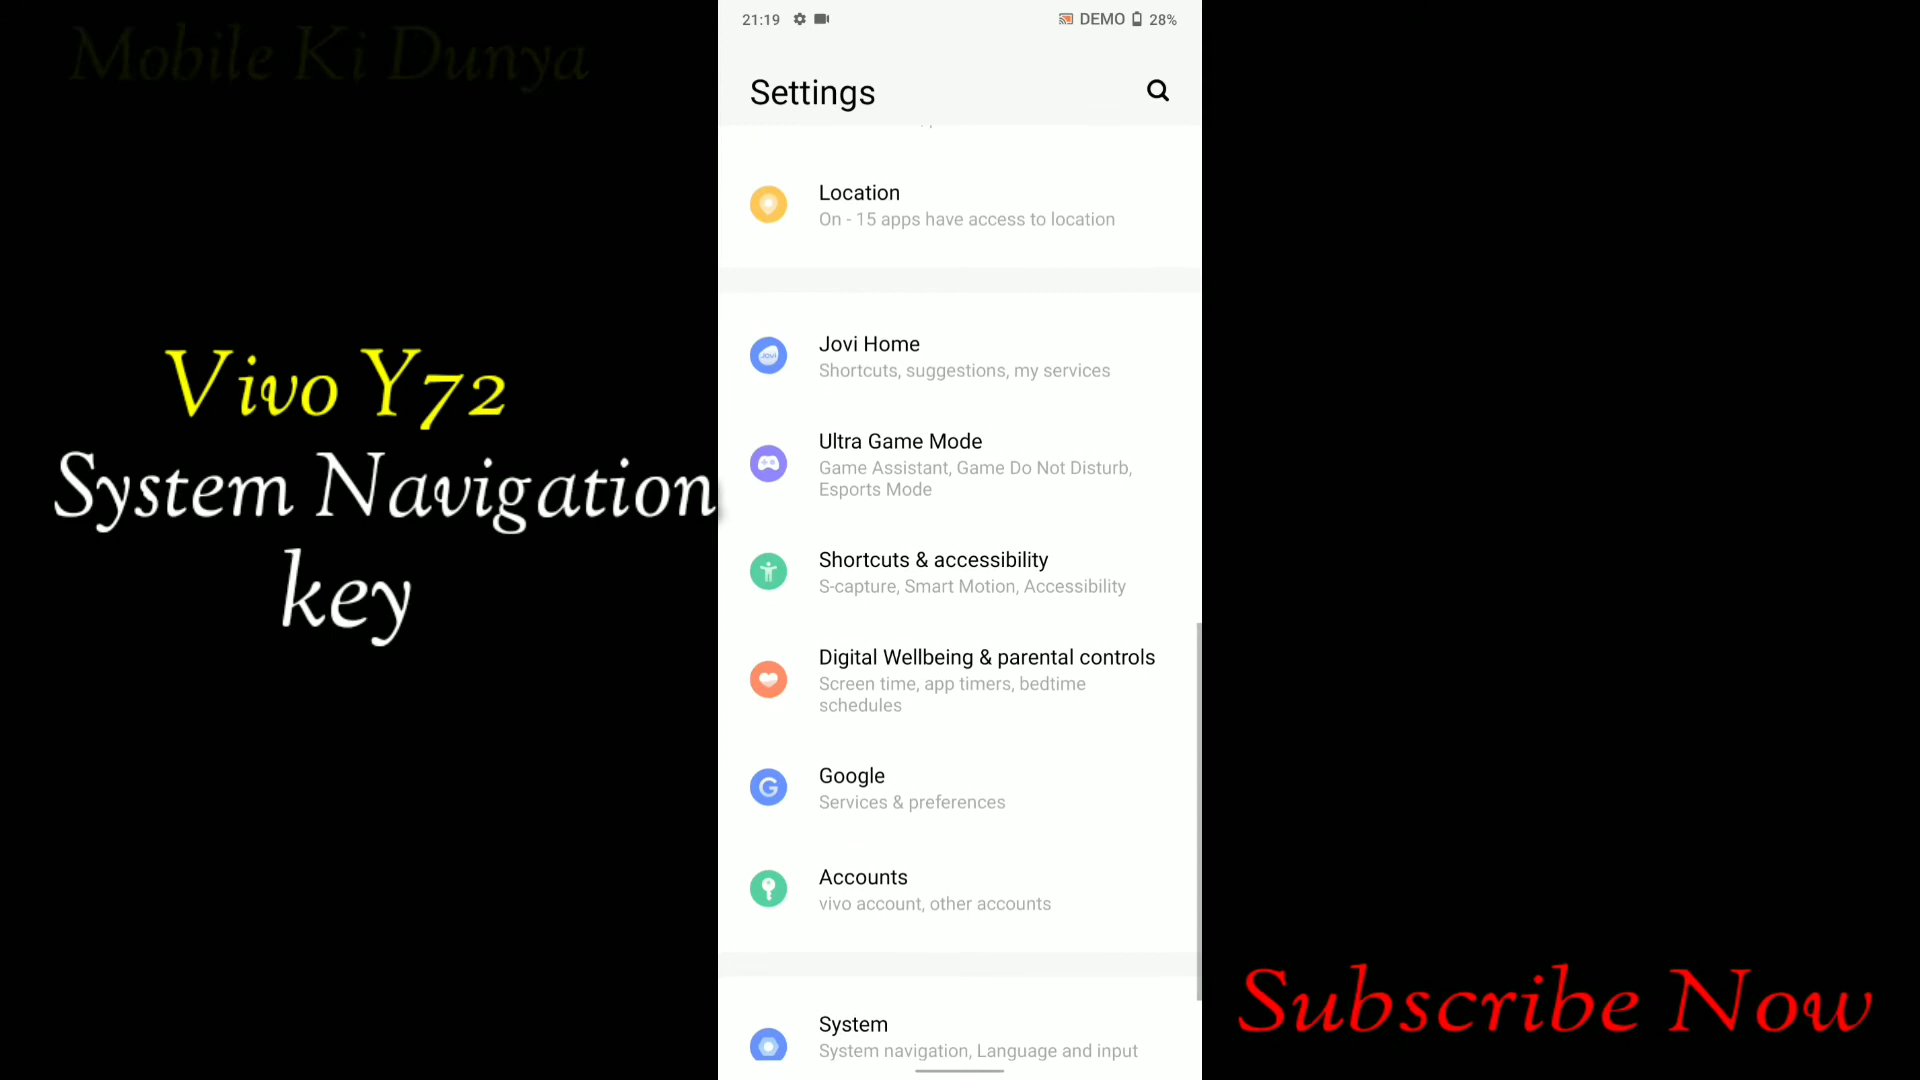 Mobile Ki Dunya
21:19
DEMO 28%
Settings
Location
On - 15 apps have access to location
Jovi Home
Shortcuts, suggestions, my services
Ultra Game Mode
Game Assistant, Game Do Not Disturb,
Esports Mode
Shortcuts & accessibility
S-capture, Smart Motion, Accessibility
Digital Wellbeing & parental controls
Screen time, app timers, bedtime
schedules
Google
Services & preferences
Accounts
vivo account, other accounts
System
System navigation, Language and input
Vivo Y72
System Navigation
key
Subscribe Now